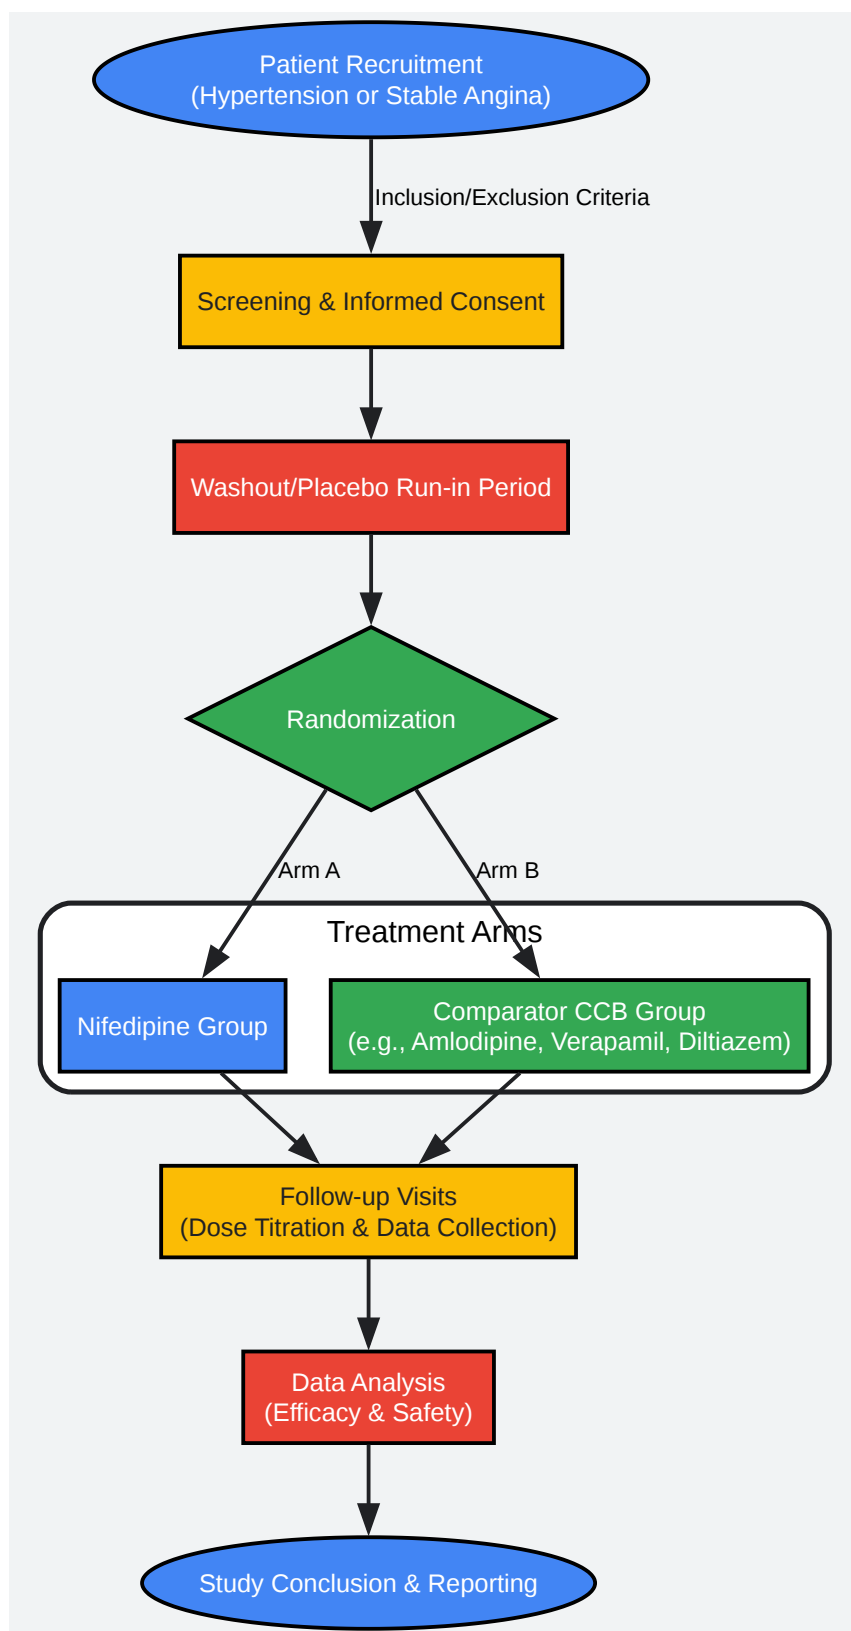 Patient Recruitment
(Hypertension or Stable Angina)
Inclusion/Exclusion Criteria
Screening & Informed Consent
Washout/Placebo Run-in Period
Randomization
Arm A
Arm B
Treatment Arms
Nifedipine Group
Comparator CCB Group
(e.g., Amlodipine, Verapamil, Diltiazem)
Follow-up Visits
(Dose Titration & Data Collection)
Data Analysis
(Efficacy & Safety)
Study Conclusion & Reporting